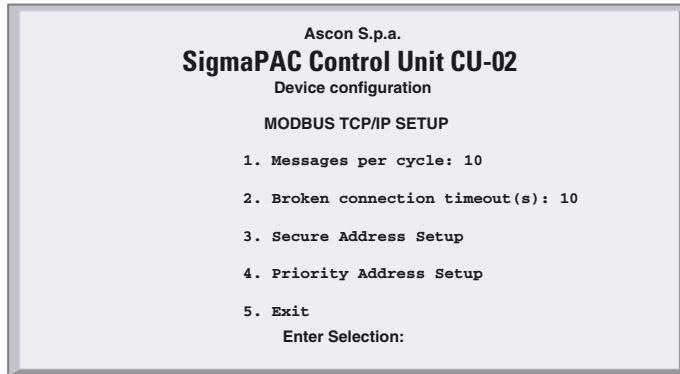 Ascon S.p.a.
SigmaPAC Control Unit CU-02
Device configuration
MODBUS TCP/IP SETUP
1. Messages per cycle: 10
2. Broken connection timeout(s): 10
3. Secure Address Setup
4. Priority Address Setup
5. Exit
Enter Selection: